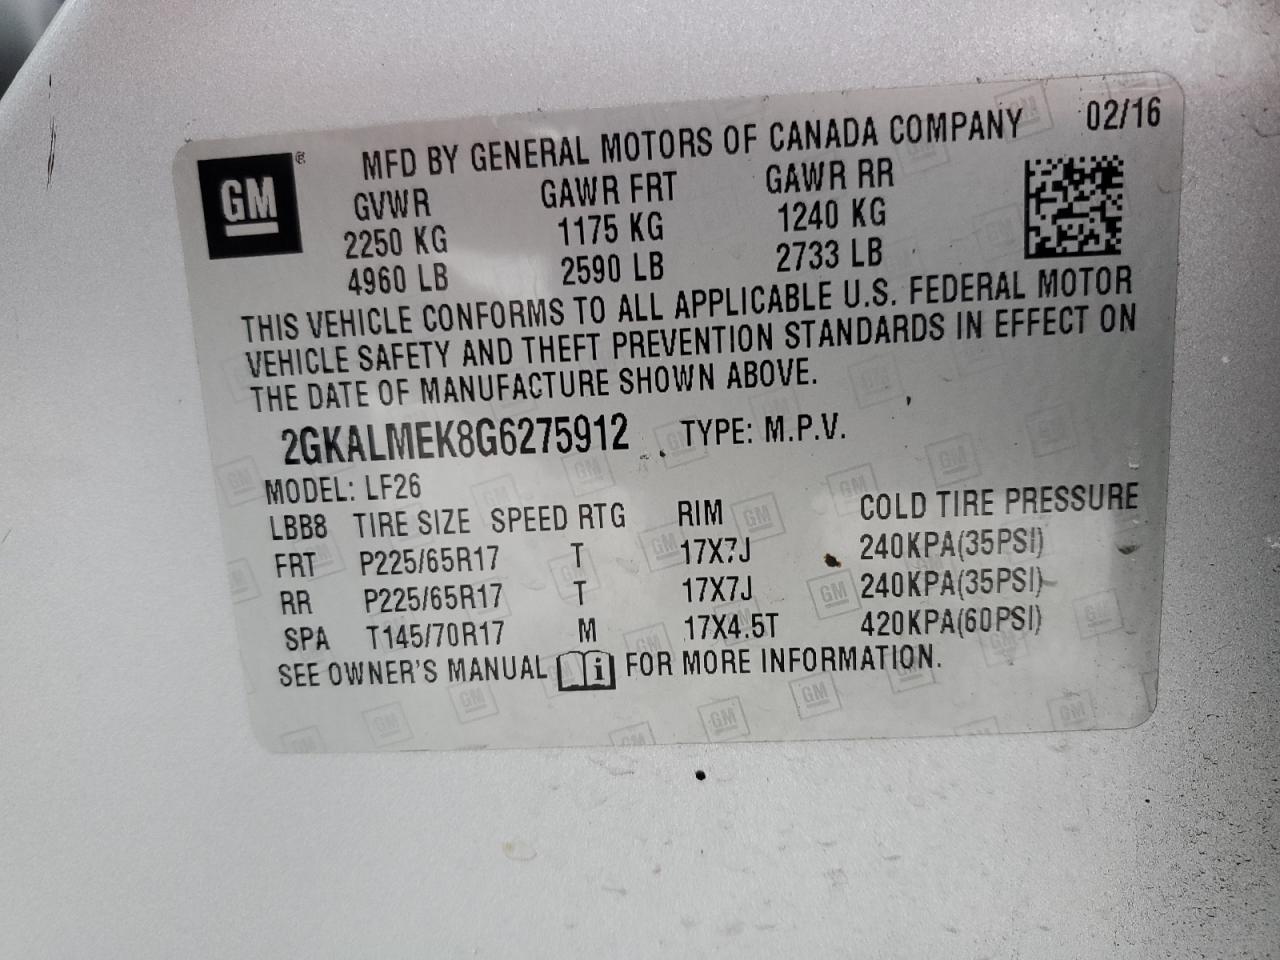 MFD BY GENERAL MOTORS OF CANADA COMPANY 02/16
GM®
GVWR GAWR FRT GAWR RR
2250 KG 1175 KG 1240 KG
4960 LB 2590 LB 2733 LB
THIS VEHICLE CONFORMS TO ALL APPLICABLE U.S. FEDERAL MOTOR
VEHICLE SAFETY AND THEFT PREVENTION STANDARDS IN EFFECT ON
THE DATE OF MANUFACTURE SHOWN ABOVE.
2GKALMEK8G6275912 TYPE: M.P.V.
MODEL: LF26
LBB8 TIRE SIZE SPEED RTG RIM COLD TIRE PRESSURE
FRT P225/65R17 T 17X7J 240KPA(35PSI)
RR P225/65R17 T 17X7J 240KPA(35PSI)
SPA T145/70R17 M 17X4.5T 420KPA(60PSI)
SEE OWNER'S MANUAL i FOR MORE INFORMATION.